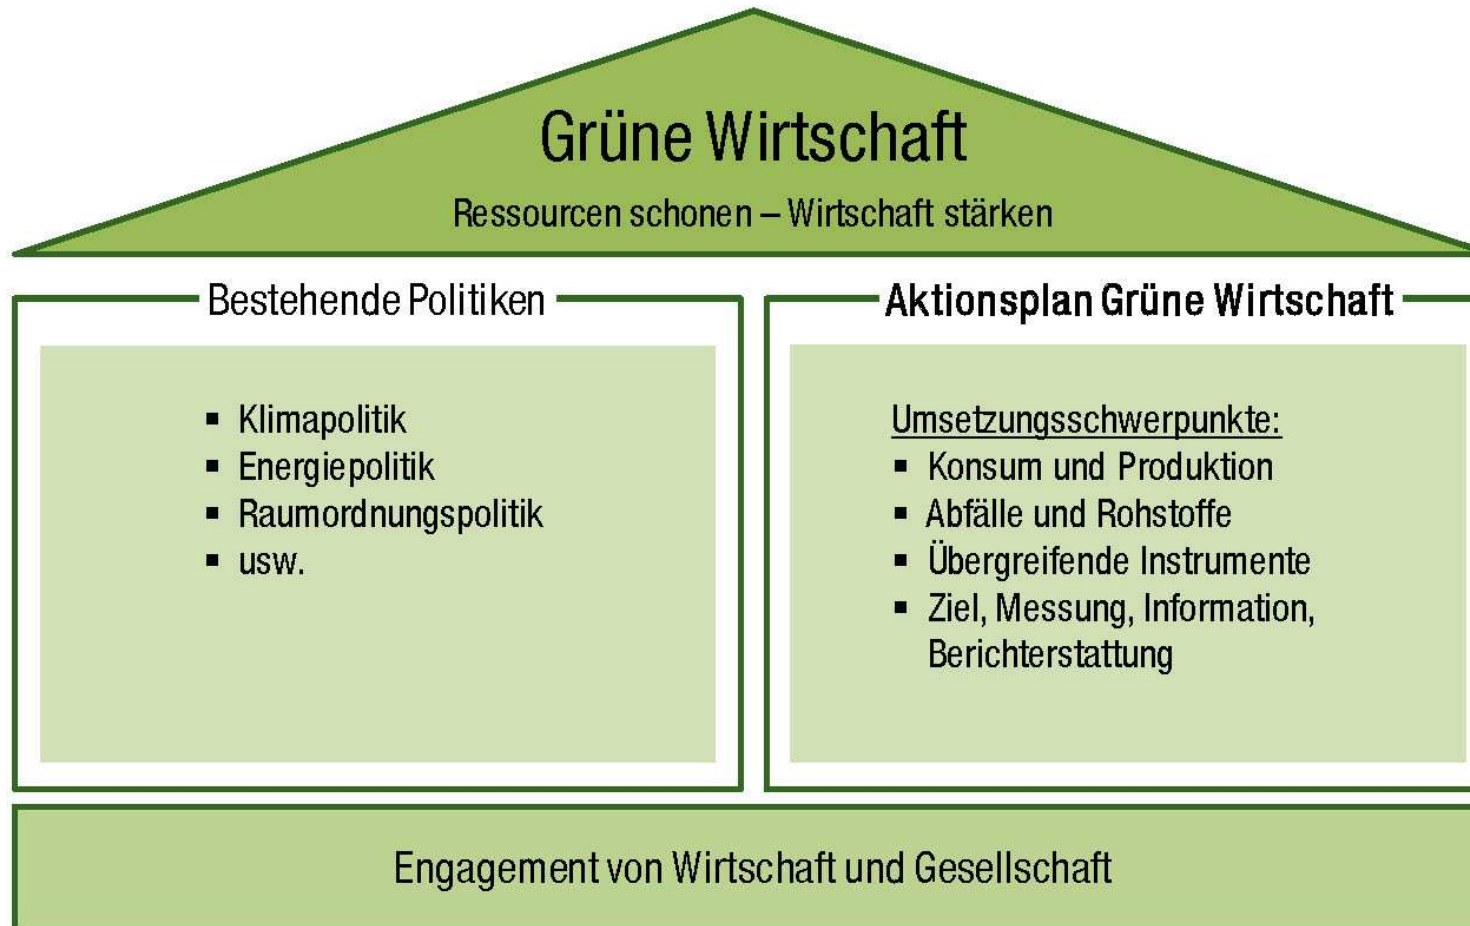 Grüne Wirtschaft
Ressourcen schonen – Wirtschaft stärken
Bestehende Politiken
▪ Klimapolitik
▪ Energiepolitik
▪ Raumordnungspolitik
▪ usw.
Aktionsplan Grüne Wirtschaft
Umsetzungsschwerpunkte:
▪ Konsum und Produktion
▪ Abfälle und Rohstoffe
▪ Übergreifende Instrumente
▪ Ziel, Messung, Information,
Berichterstattung
Engagement von Wirtschaft und Gesellschaft